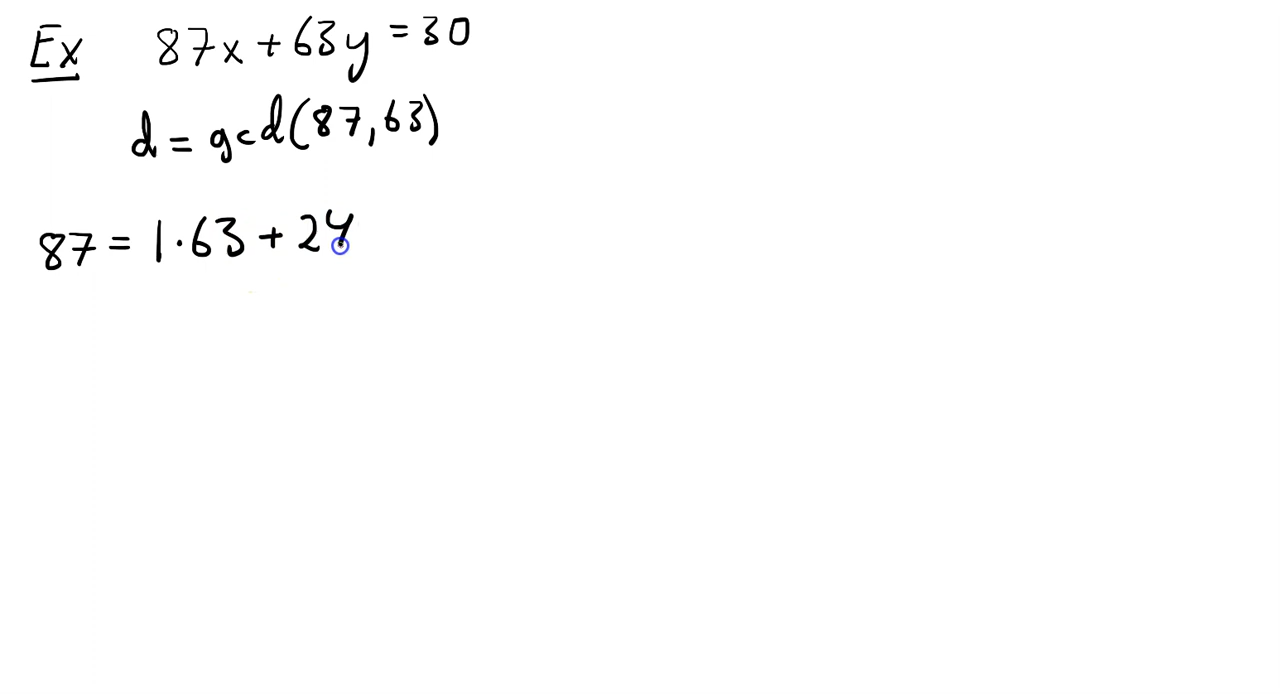 Ex 87x + 63y = 30
d = gcd(87, 63)
87 = 1·63 + 24